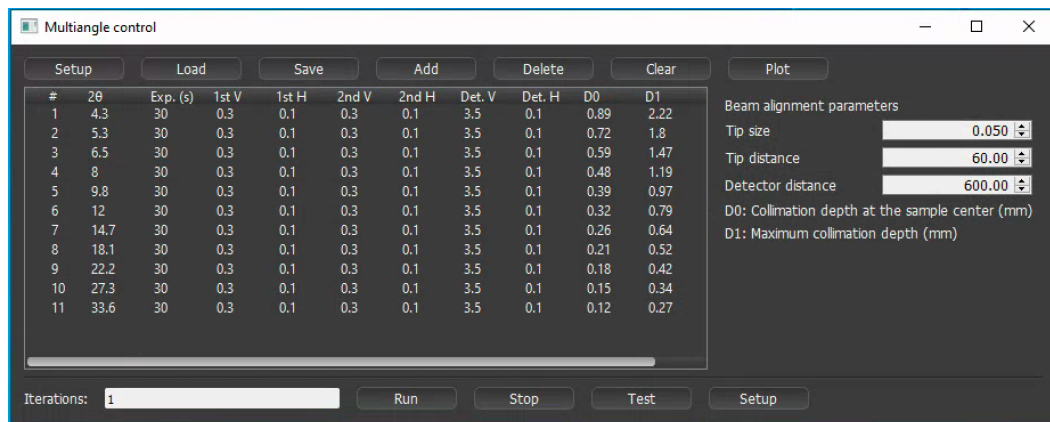 Multiangle control
Setup Load Save Add Delete Clear Plot
# 2θ Exp. (s) 1st V 1st H 2nd V 2nd H Det. V Det. H D0 D1
1 4.3 30 0.3 0.1 0.3 0.1 3.5 0.1 0.89 2.22
2 5.3 30 0.3 0.1 0.3 0.1 3.5 0.1 0.72 1.8
3 6.5 30 0.3 0.1 0.3 0.1 3.5 0.1 0.59 1.47
4 8 30 0.3 0.1 0.3 0.1 3.5 0.1 0.48 1.19
5 9.8 30 0.3 0.1 0.3 0.1 3.5 0.1 0.39 0.97
6 12 30 0.3 0.1 0.3 0.1 3.5 0.1 0.32 0.79
7 14.7 30 0.3 0.1 0.3 0.1 3.5 0.1 0.26 0.64
8 18.1 30 0.3 0.1 0.3 0.1 3.5 0.1 0.21 0.52
9 22.2 30 0.3 0.1 0.3 0.1 3.5 0.1 0.18 0.42
10 27.3 30 0.3 0.1 0.3 0.1 3.5 0.1 0.15 0.34
11 33.6 30 0.3 0.1 0.3 0.1 3.5 0.1 0.12 0.27
Beam alignment parameters
Tip size 0.050
Tip distance 60.00
Detector distance 600.00
D0: Collimation depth at the sample center (mm)
D1: Maximum collimation depth (mm)
Iterations: 1 Run Stop Test Setup